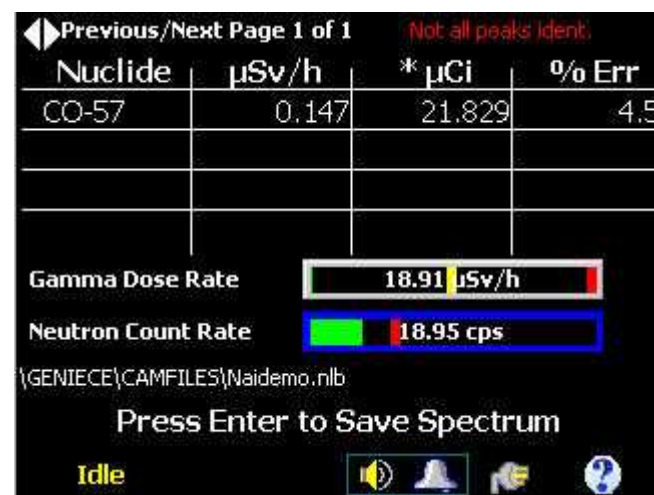 Previous/Next Page 1 of 1 Not all peaks ident.
Nuclide µSv/h * µCi % Err
CO-57 0.147 21.829 4.5
Gamma Dose Rate 18.91 µSv/h
Neutron Count Rate 18.95 cps
\GENIECE\CAMFILES\Naidemo.nlb
Press Enter to Save Spectrum
Idle ?